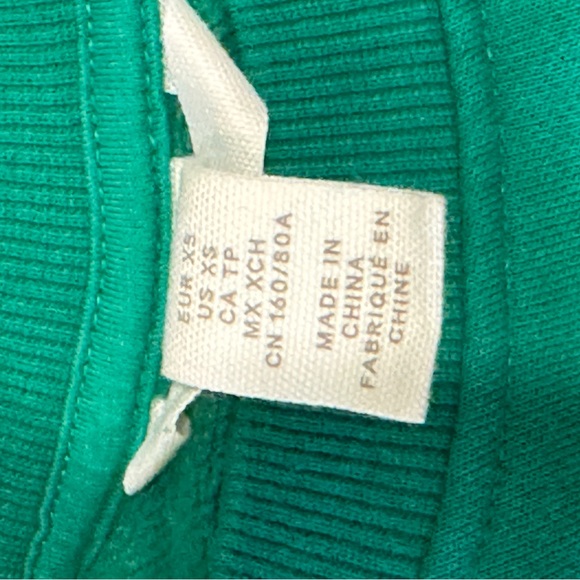 EUR XS
US XS
CA TP
MX XCH
CN 160/80A
MADE IN
CHINA
FABRIQUÉ EN
CHINE